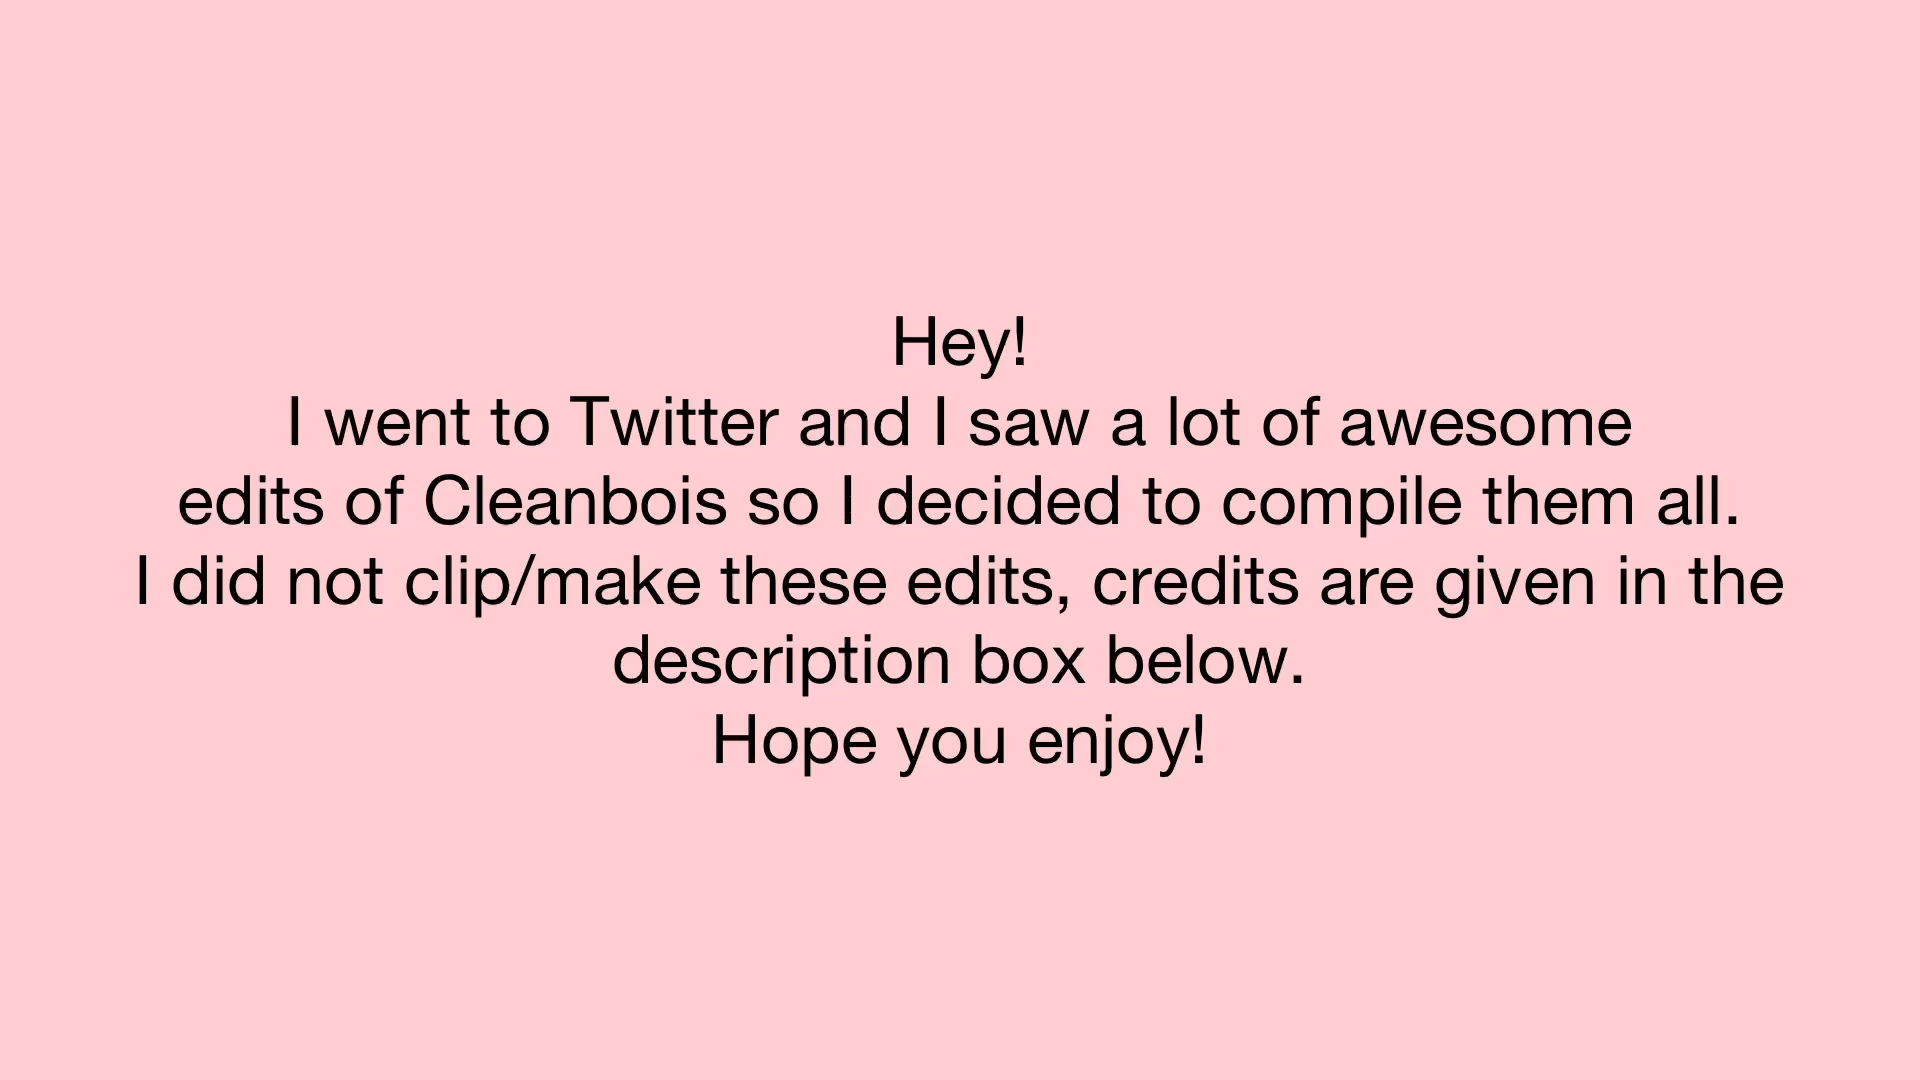 Hey!
I went to Twitter and I saw a lot of awesome
edits of Cleanbois so I decided to compile them all.
I did not clip/make these edits, credits are given in the
description box below.
Hope you enjoy!